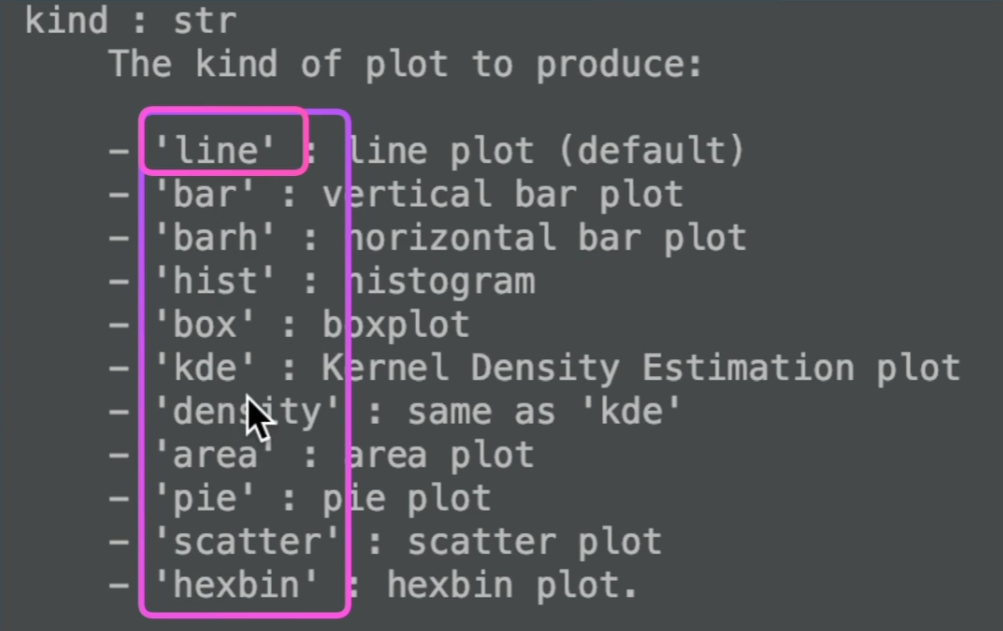 kind : str
The kind of plot to produce:
- 'line' : line plot (default)
- 'bar' : vertical bar plot
- 'barh' : horizontal bar plot
- 'hist' : histogram
- 'box' : boxplot
- 'kde' : Kernel Density Estimation plot
- 'density' : same as 'kde'
- 'area' : area plot
- 'pie' : pie plot
- 'scatter' : scatter plot
- 'hexbin' : hexbin plot.